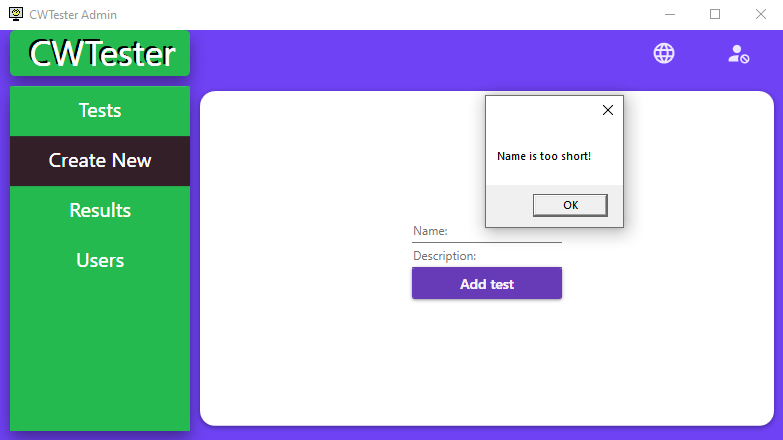 CWTester Admin
CWTester
Tests
Create New
Results
Users
Name is too short!
OK
Name:
Description:
Add test